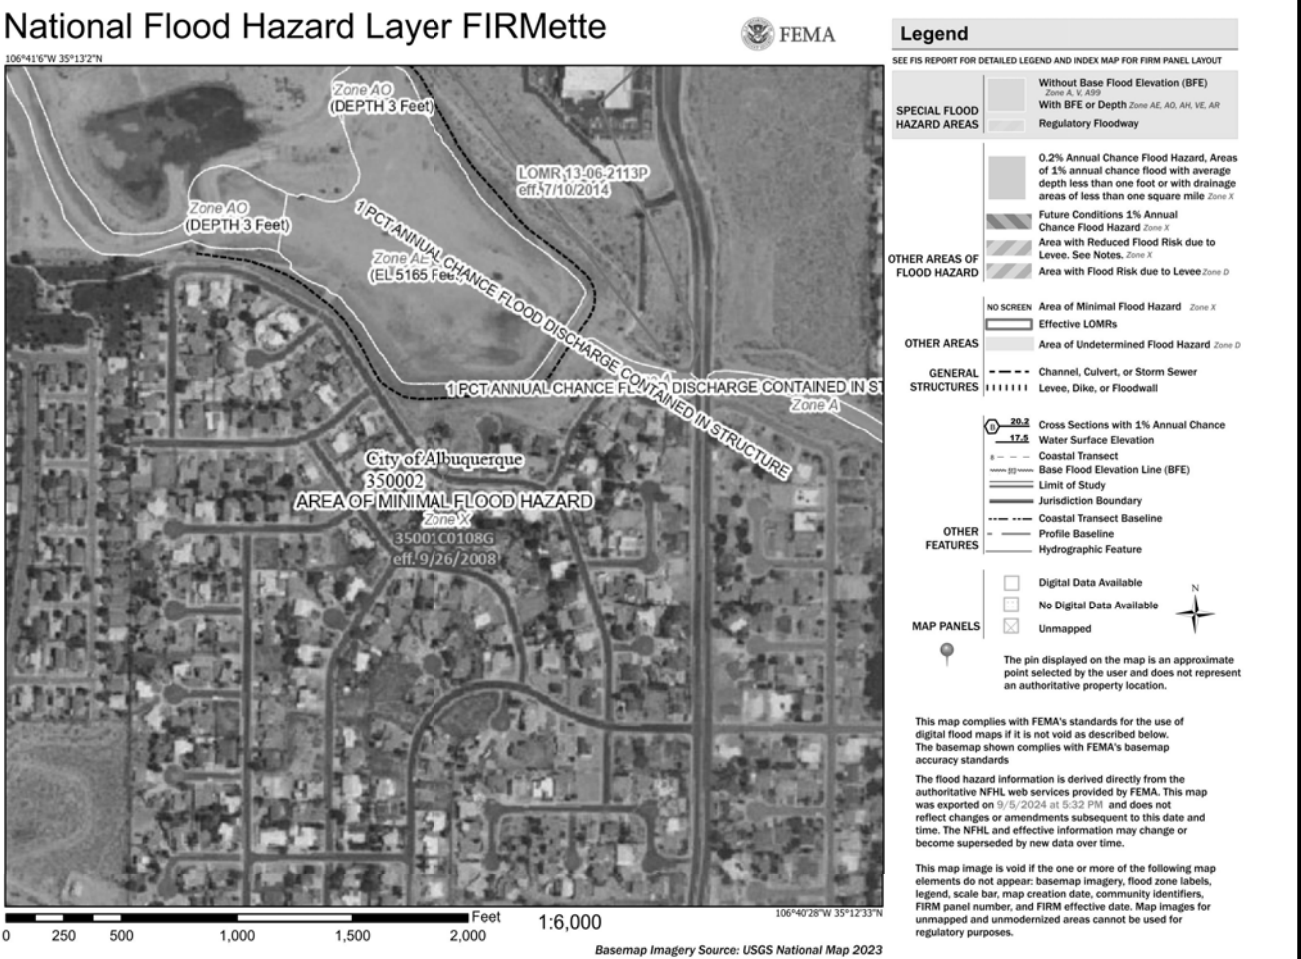 National Flood Hazard Layer FIRMette
FEMA
106°41'6"W 35°13'2"N
Zone AO
(DEPTH 3 Feet)
LOMR 13-06-2113P
eff. 7/10/2014
Zone AO
(DEPTH 3 Feet)
1 PCT ANNUAL CHANCE FLOOD DISCHARGE CONTAINED IN STRUCTURE
Zone AE
(EL 5165 Feet)
1 PCT ANNUAL CHANCE FLOOD DISCHARGE CONTAINED IN ST
Zone A
City of Albuquerque
350002
AREA OF MINIMAL FLOOD HAZARD
Zone X
35001C0108G
eff. 9/26/2008
Feet
1:6,000
0 250 500 1,000 1,500 2,000
106°40'28"W 35°12'33"N
Basemap Imagery Source: USGS National Map 2023
Legend
SEE FIS REPORT FOR DETAILED LEGEND AND INDEX MAP FOR FIRM PANEL LAYOUT
SPECIAL FLOOD
HAZARD AREAS
Without Base Flood Elevation (BFE)
Zone A, V, A99
With BFE or Depth Zone AE, AO, AH, VE, AR
Regulatory Floodway
OTHER AREAS OF
FLOOD HAZARD
0.2% Annual Chance Flood Hazard, Areas
of 1% annual chance flood with average
depth less than one foot or with drainage
areas of less than one square mile Zone X
Future Conditions 1% Annual
Chance Flood Hazard Zone X
Area with Reduced Flood Risk due to
Levee. See Notes. Zone X
Area with Flood Risk due to Levee Zone D
OTHER AREAS
NO SCREEN Area of Minimal Flood Hazard Zone X
Effective LOMRs
Area of Undetermined Flood Hazard Zone D
GENERAL
STRUCTURES
Channel, Culvert, or Storm Sewer
Levee, Dike, or Floodwall
OTHER
FEATURES
B 20.2 Cross Sections with 1% Annual Chance
17.5 Water Surface Elevation
8 Coastal Transect
513 Base Flood Elevation Line (BFE)
Limit of Study
Jurisdiction Boundary
Coastal Transect Baseline
Profile Baseline
Hydrographic Feature
MAP PANELS
Digital Data Available
No Digital Data Available
Unmapped
N
The pin displayed on the map is an approximate
point selected by the user and does not represent
an authoritative property location.
This map complies with FEMA's standards for the use of
digital flood maps if it is not void as described below.
The basemap shown complies with FEMA's basemap
accuracy standards
The flood hazard information is derived directly from the
authoritative NFHL web services provided by FEMA. This map
was exported on 9/5/2024 at 5:32 PM and does not
reflect changes or amendments subsequent to this date and
time. The NFHL and effective information may change or
become superseded by new data over time.
This map image is void if the one or more of the following map
elements do not appear: basemap imagery, flood zone labels,
legend, scale bar, map creation date, community identifiers,
FIRM panel number, and FIRM effective date. Map images for
unmapped and unmodernized areas cannot be used for
regulatory purposes.